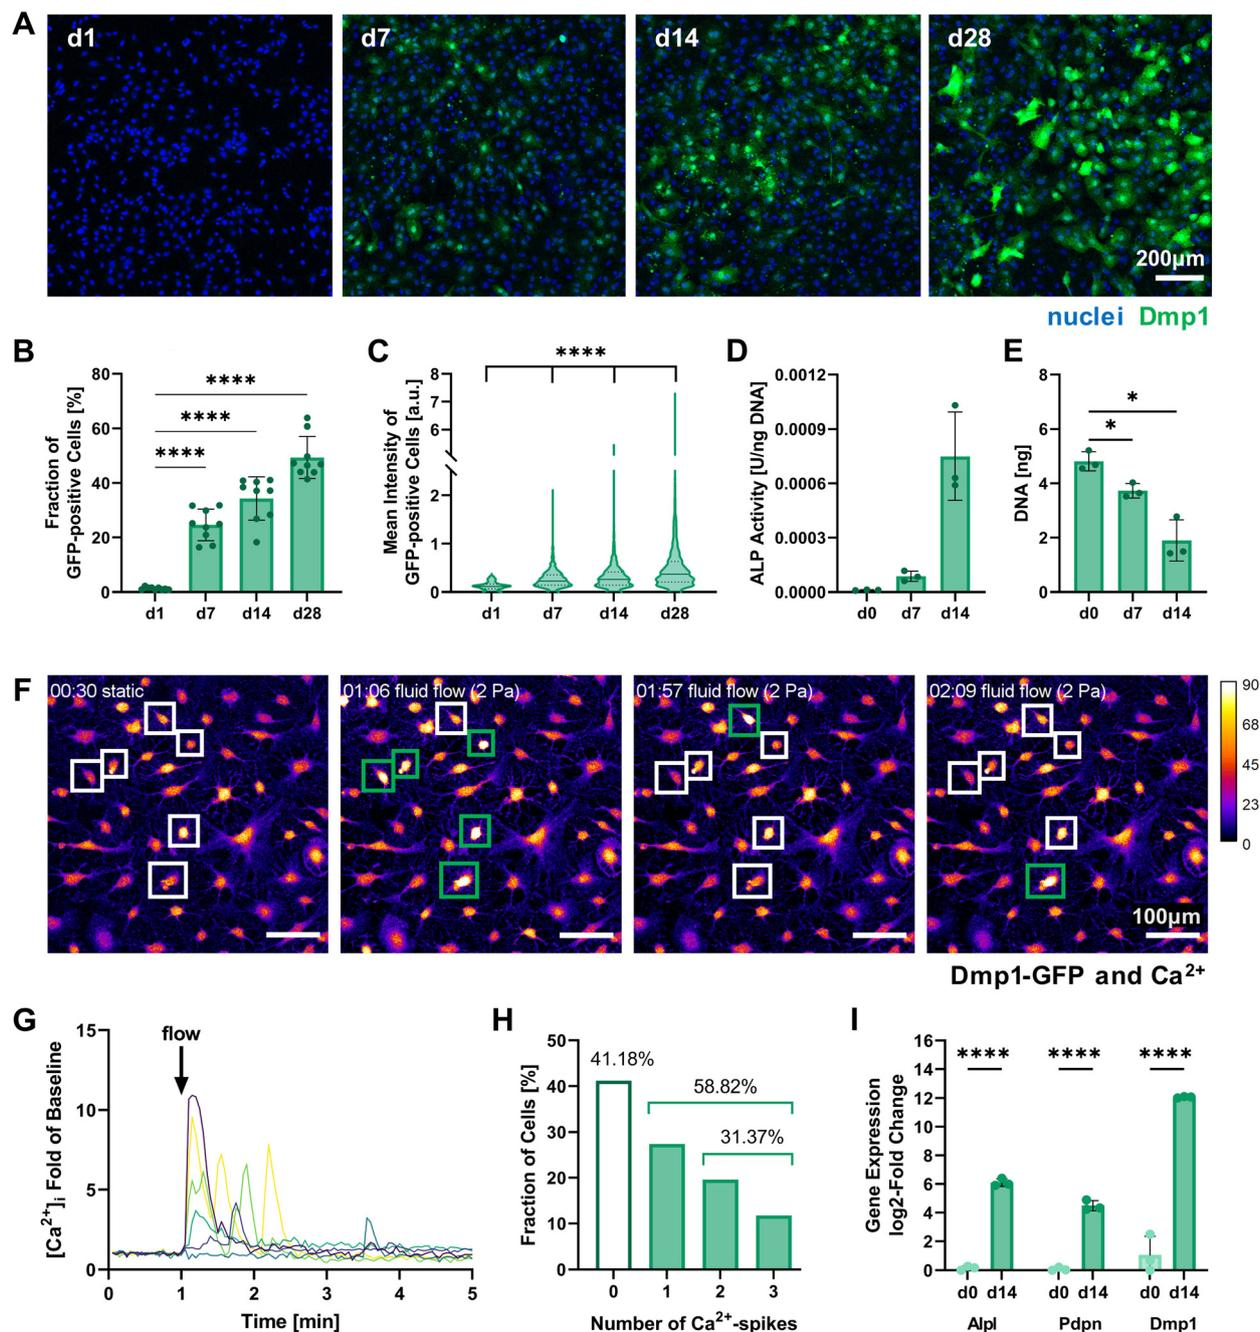 A
d1
d7
d14
d28
200µm
nuclei Dmp1
B
Fraction of
GFP-positive Cells [%]
80
60
40
20
0
****
****
****
d1 d7 d14 d28
C
Mean Intensity of
GFP-positive Cells [a.u.]
8
7
6
5
2
1
0
****
d1 d7 d14 d28
D
ALP Activity [U/ng DNA]
0.0012
0.0009
0.0006
0.0003
0.0000
d0 d7 d14
E
DNA [ng]
8
6
4
2
0
*
*
d0 d7 d14
F
00:30 static
01:06 fluid flow (2 Pa)
01:57 fluid flow (2 Pa)
02:09 fluid flow (2 Pa)
90
68
45
23
0
100µm
Dmp1-GFP and Ca²⁺
G
[Ca²⁺]ᵢ Fold of Baseline
15
10
5
0
flow
0 1 2 3 4 5
Time [min]
H
Fraction of Cells [%]
50
40
30
20
10
0
41.18%
58.82%
31.37%
0 1 2 3
Number of Ca²⁺-spikes
I
Gene Expression
log2-Fold Change
16
14
12
10
8
6
4
2
0
**** **** ****
d0 d14 d0 d14 d0 d14
Alpl Pdpn Dmp1